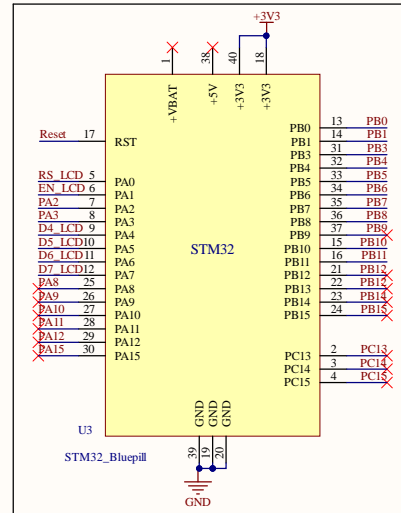 +3V3
1 38 40 18
+VBAT +5V +3V3 +3V3
Reset 17 RST
RS_LCD 5 PA0
EN_LCD 6 PA1
PA2 7 PA2
PA3 8 PA3
D4_LCD 9 PA4
D5_LCD 10 PA5
D6_LCD 11 PA6
D7_LCD 12 PA7
PA8 25 PA8
PA9 26 PA9
PA10 27 PA10
PA11 28 PA11
PA12 29 PA12
PA15 30 PA15
STM32
PB0 13 PB0
PB1 14 PB1
PB3 31 PB3
PB4 32 PB4
PB5 33 PB5
PB6 34 PB6
PB7 35 PB7
PB8 36 PB8
PB9 37 PB9
PB10 15 PB10
PB11 16 PB11
PB12 21 PB12
PB13 22 PB12
PB14 23 PB14
PB15 24 PB15
PC13 2 PC13
PC14 3 PC14
PC15 4 PC15
GND GND GND
U3
39 19 20
STM32_Bluepill
GND